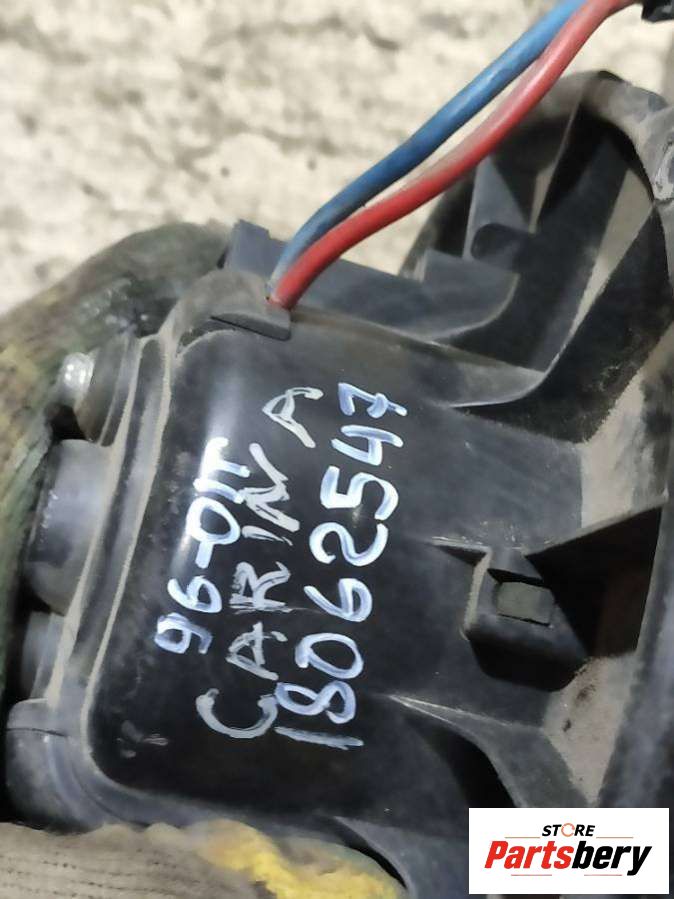 96-01г
CARINA
18062547
STORE
Partsbery